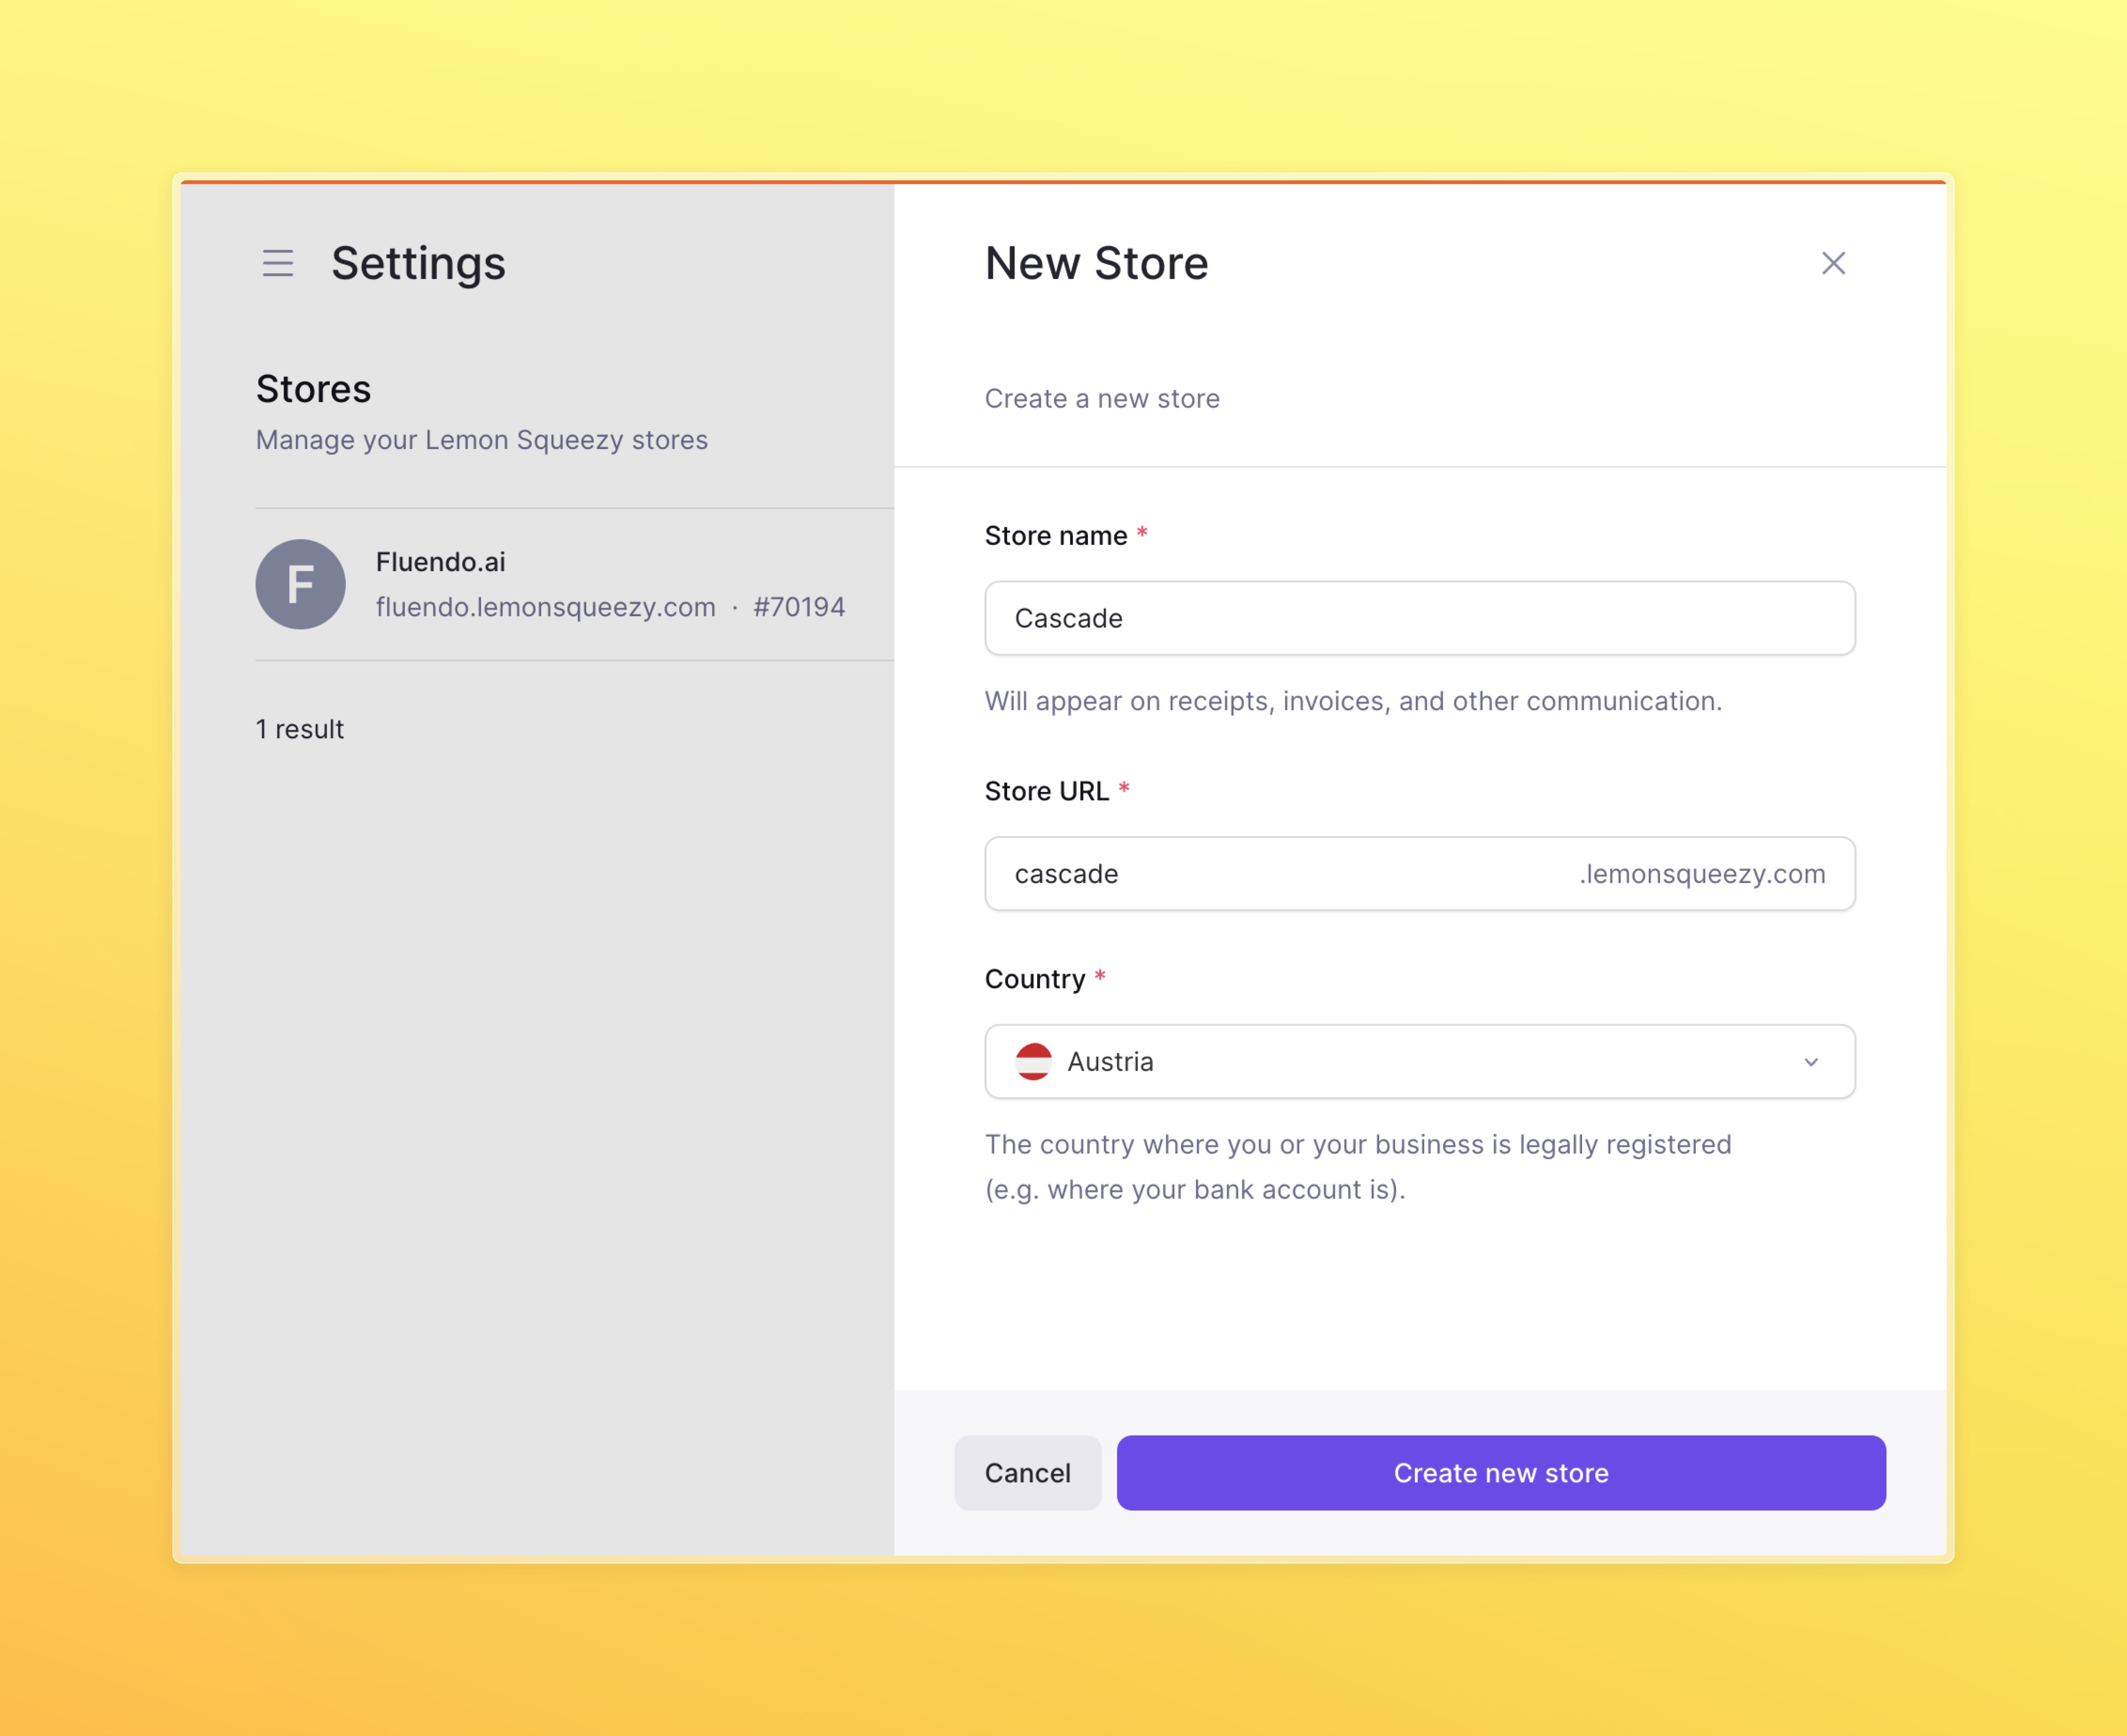 Settings
Stores
Manage your Lemon Squeezy stores
F
Fluendo.ai
fluendo.lemonsqueezy.com · #70194
1 result
New Store
Create a new store
Store name *
Cascade
Will appear on receipts, invoices, and other communication.
Store URL *
cascade .lemonsqueezy.com
Country *
Austria
The country where you or your business is legally registered
(e.g. where your bank account is).
Cancel
Create new store